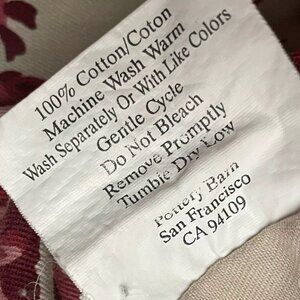 100% Cotton/Coton
Machine Wash Warm
Wash Separately Or With Like Colors
Gentle Cycle
Do Not Bleach
Remove Promptly
Tumble Dry Low
Pottery Barn
San Francisco
CA 94109